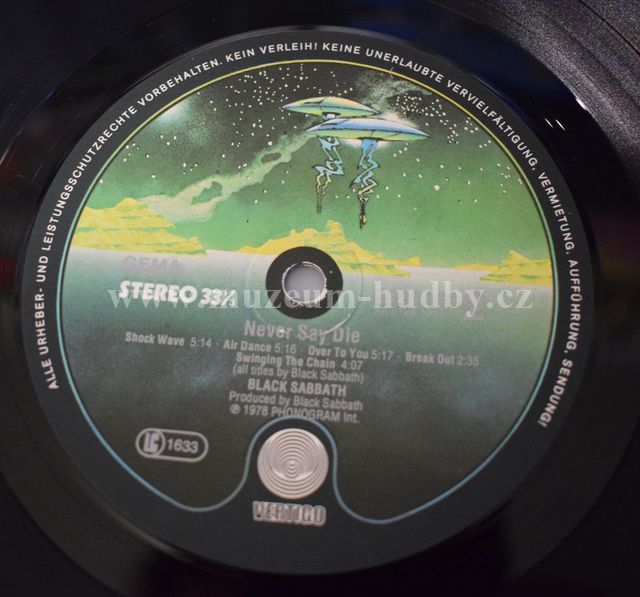 ALLE URHEBER- UND LEISTUNGSSCHUTZRECHTE VORBEHALTEN. KEIN VERLEIH! KEINE UNERLAUBTE VERVIELFÄLTIGUNG, VERMIETUNG, AUFFÜHRUNG, SENDUNG!
GEMA
STEREO 33⅓
www.muzeum-hudby.cz
2
Never Say Die
Shock Wave 5:14 · Air Dance 5:16 · Over To You 5:17 · Break Out 2:35
Swinging The Chain 4:07
(all titles by Black Sabbath)
BLACK SABBATH
Produced by Black Sabbath
℗ 1978 PHONOGRAM Int.
LC 1633
VERTIGO